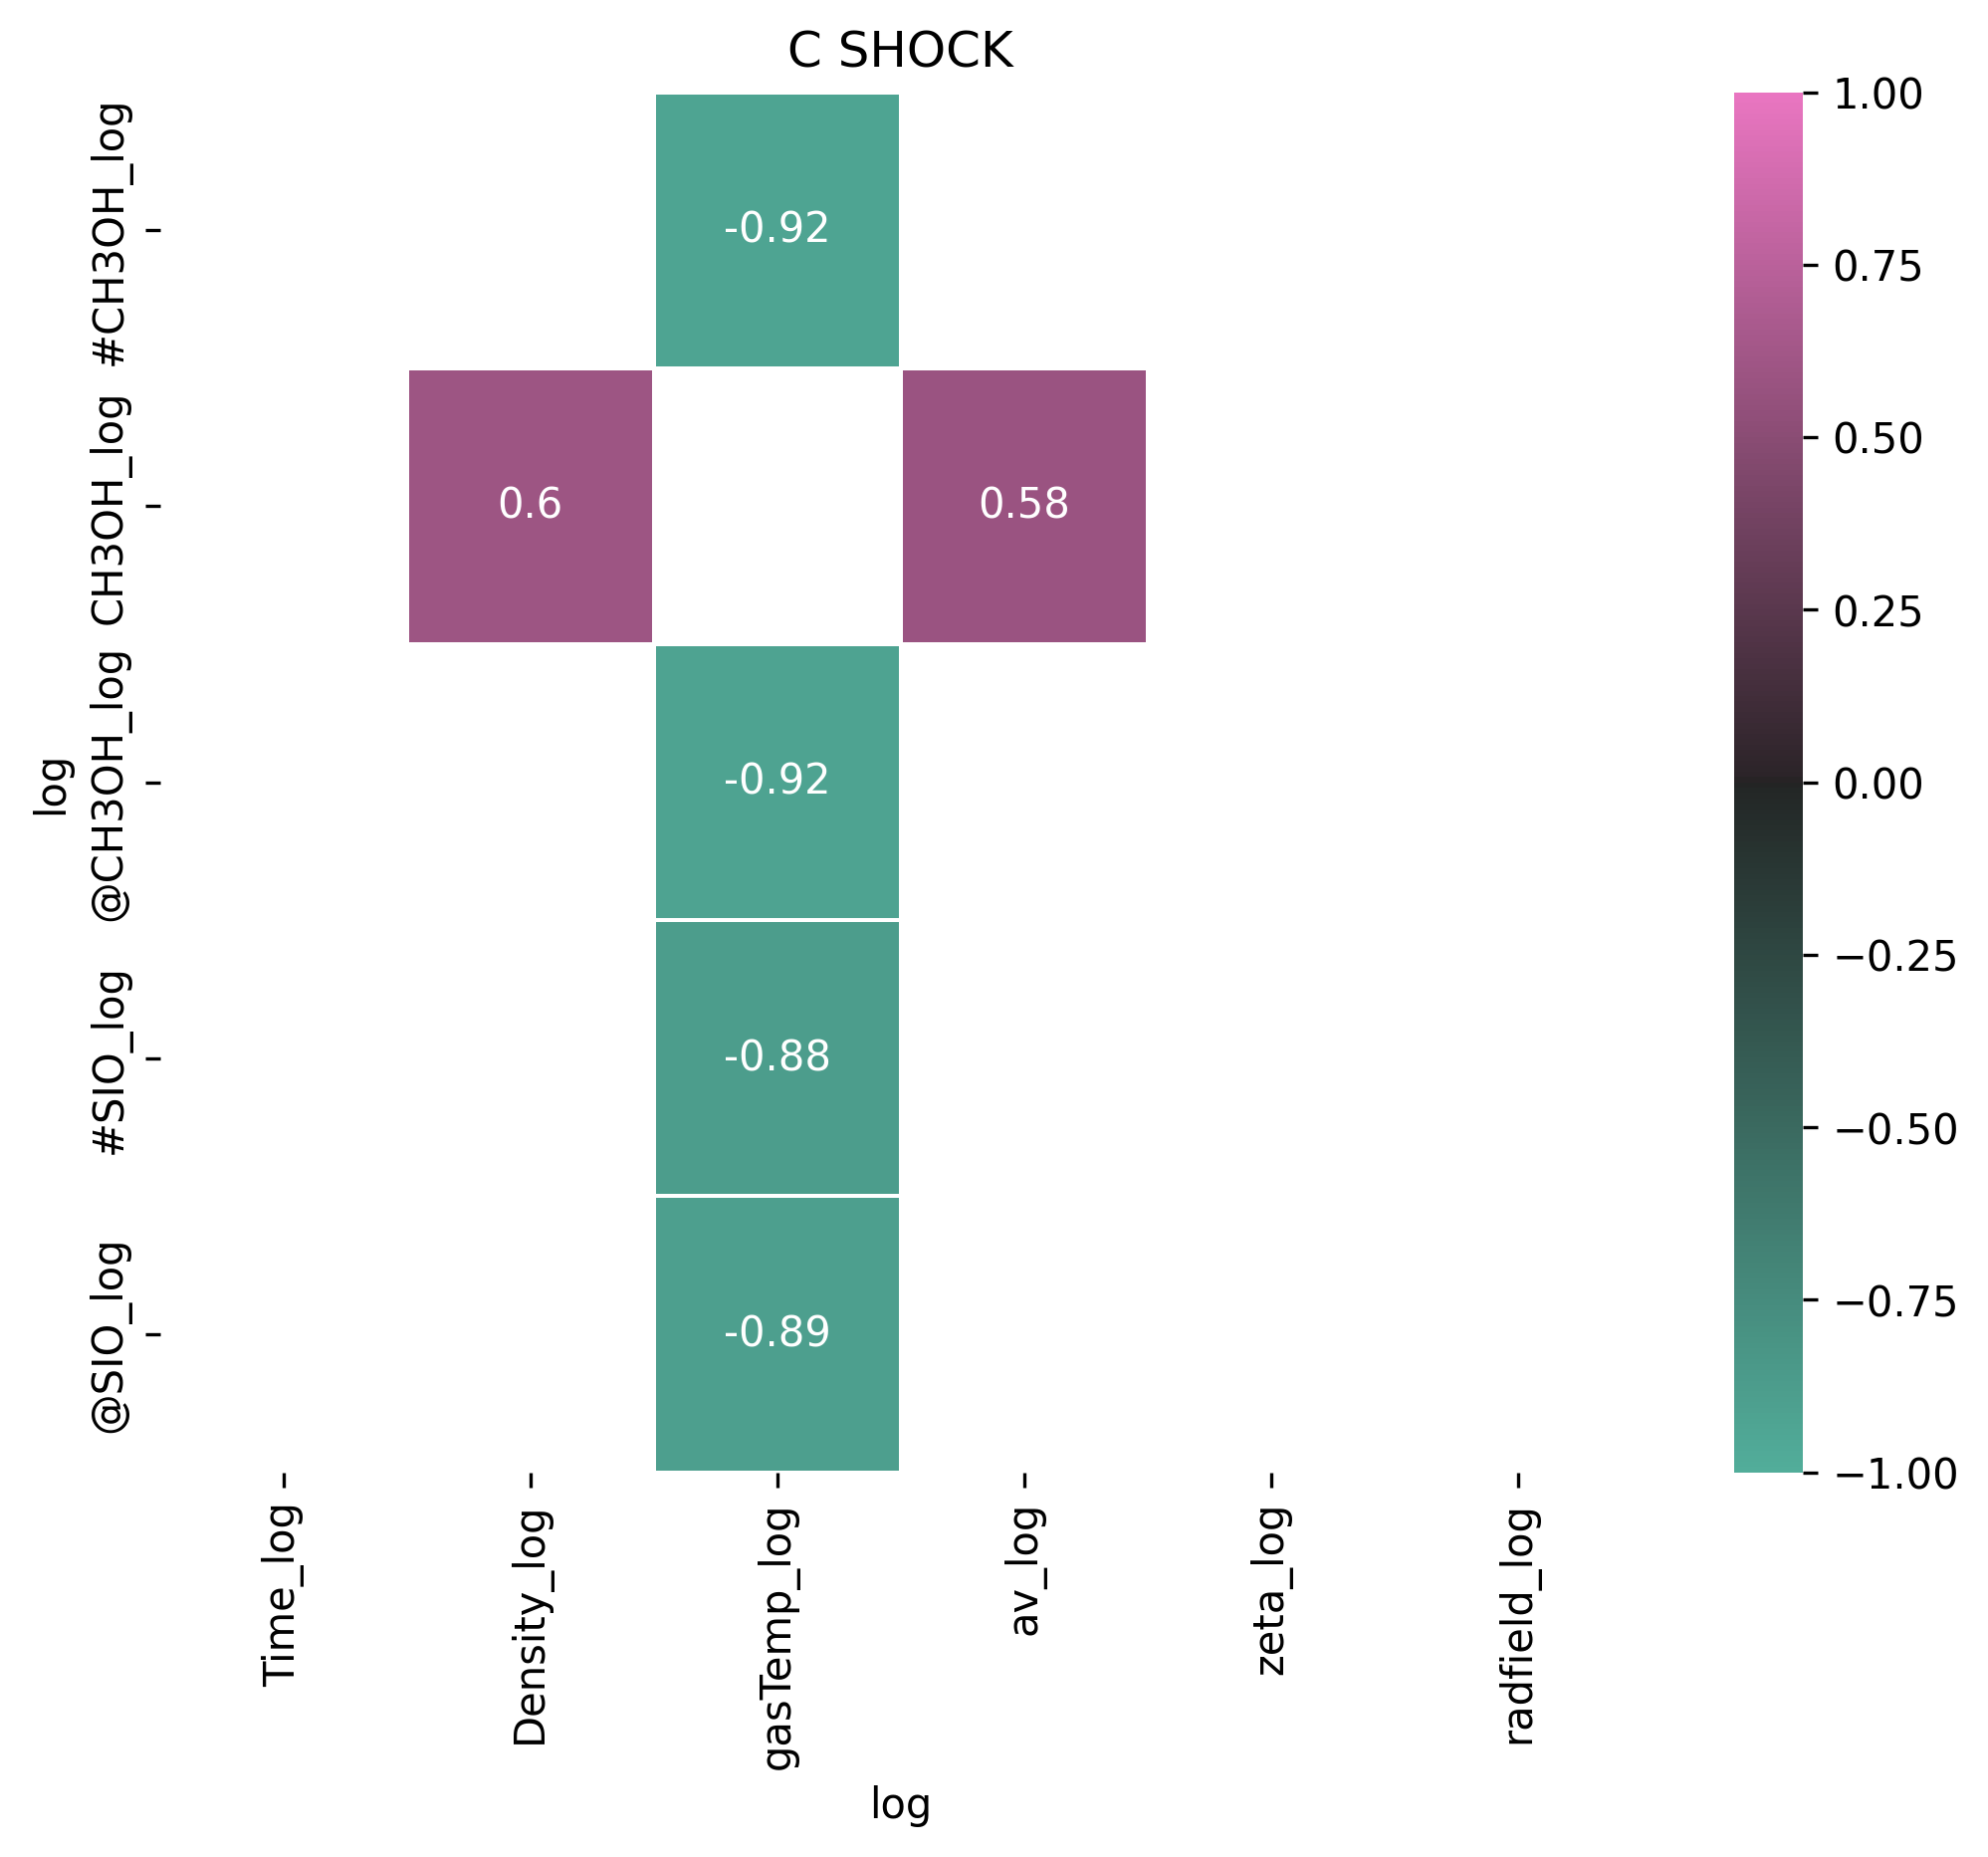 C SHOCK
#CH3OH_log
CH3OH_log
@CH3OH_log
#SIO_log
@SIO_log
log
-0.92
0.6
0.58
-0.92
-0.88
-0.89
Time_log
Density_log
gasTemp_log
av_log
zeta_log
radfield_log
log
1.00
0.75
0.50
0.25
0.00
−0.25
−0.50
−0.75
−1.00